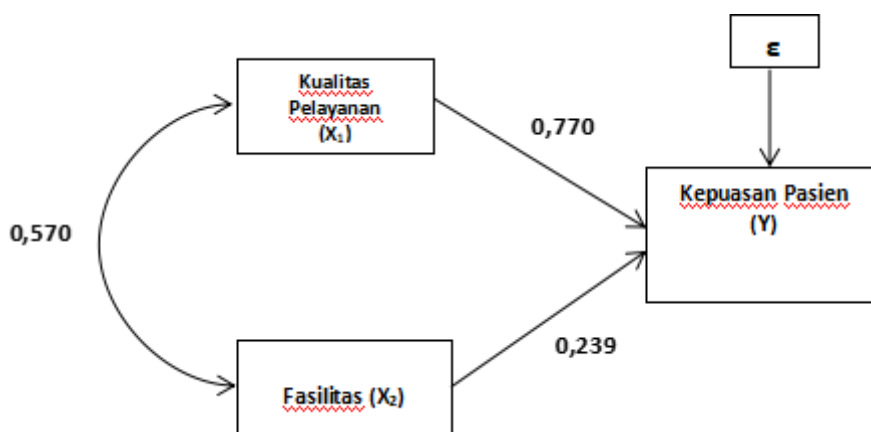 ε
Kualitas
Pelayanan
(X₁)
0,770
Kepuasan Pasien
(Y)
0,570
0,239
Fasilitas (X₂)